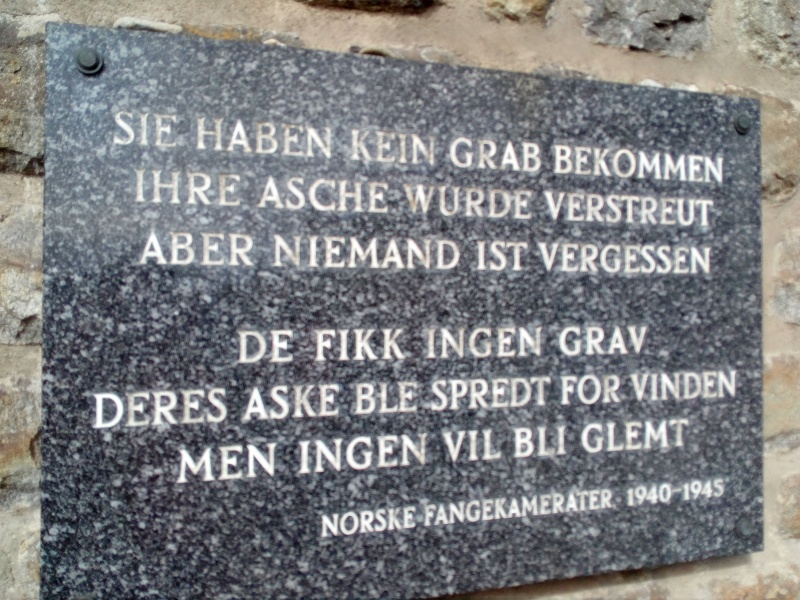 SIE HABEN KEIN GRAB BEKOMMEN
IHRE ASCHE WURDE VERSTREUT
ABER NIEMAND IST VERGESSEN
DE FIKK INGEN GRAV
DERES ASKE BLE SPREDT FOR VINDEN
MEN INGEN VIL BLI GLEMT
NORSKE FANGEKAMERATER 1940-1945